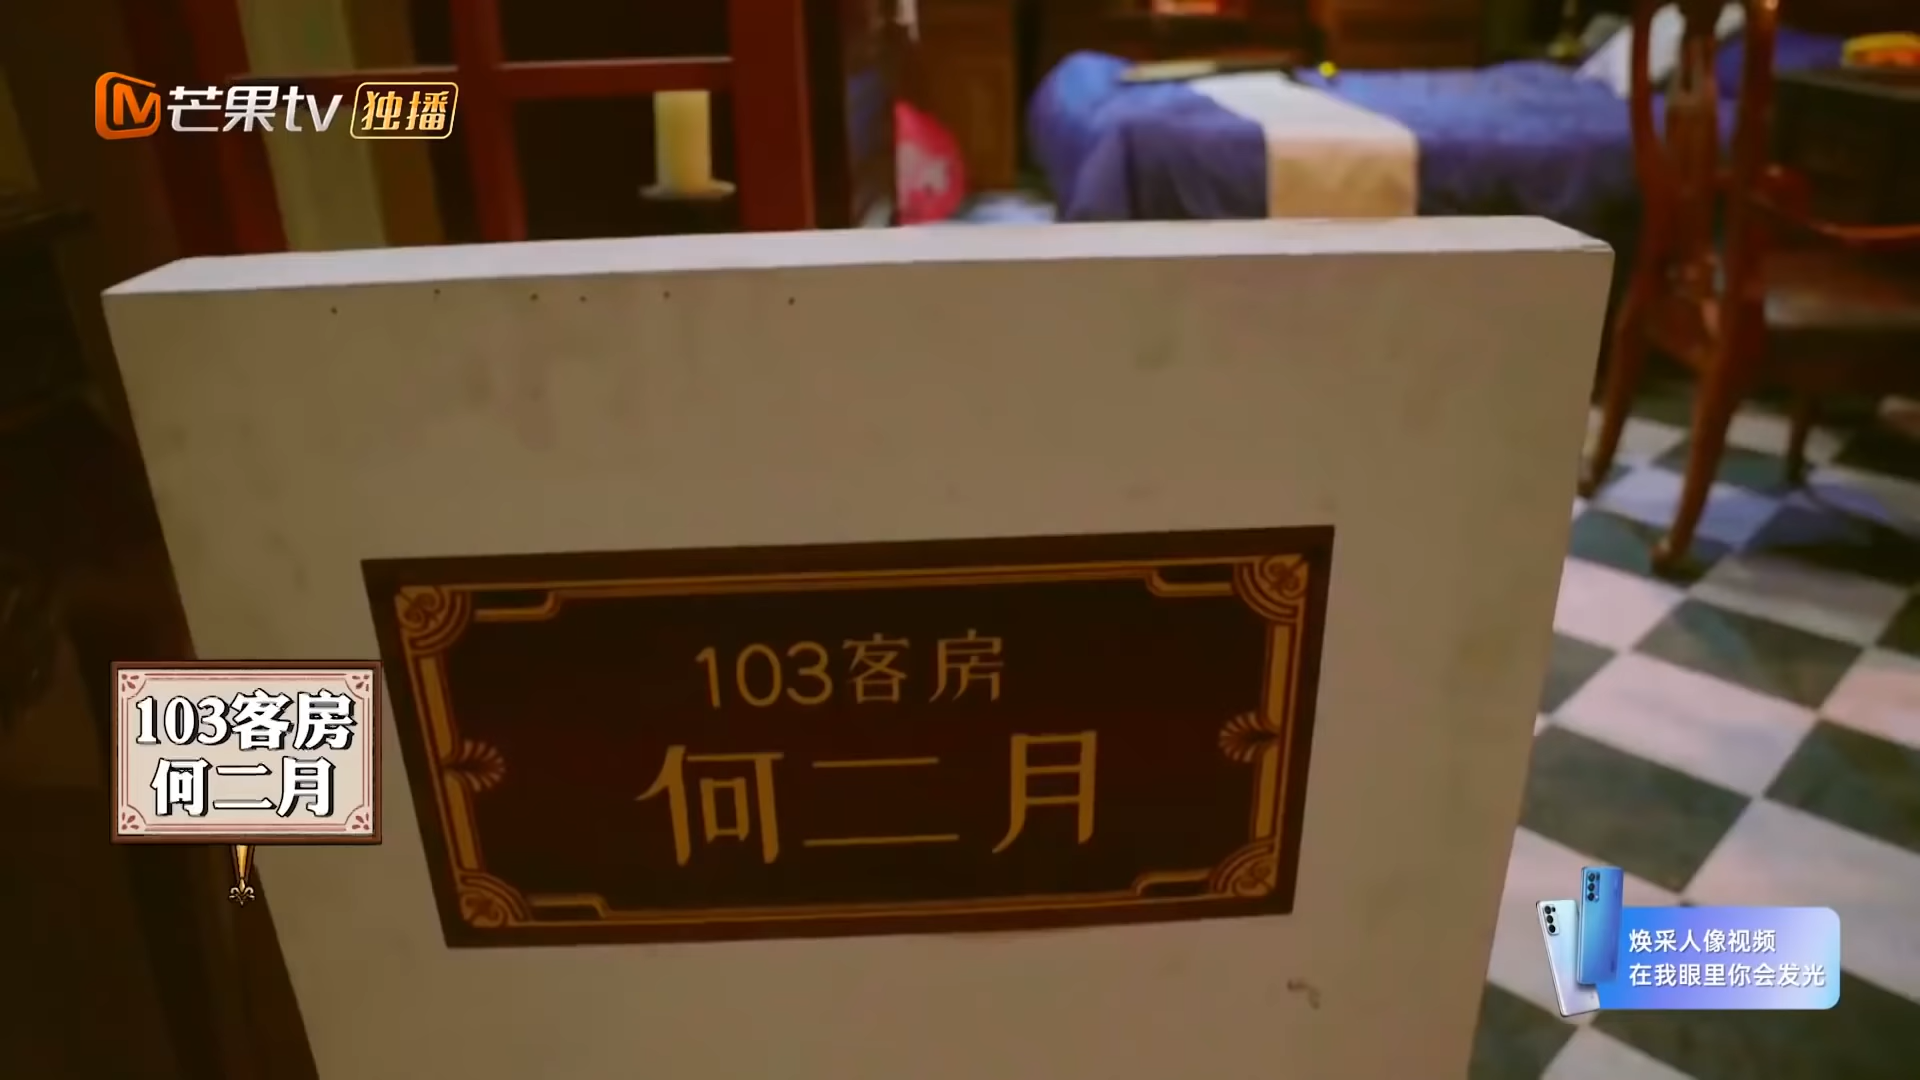 芒果tv 独播
103客房
何二月
103客房
何二月
焕采人像视频
在我眼里你会发光